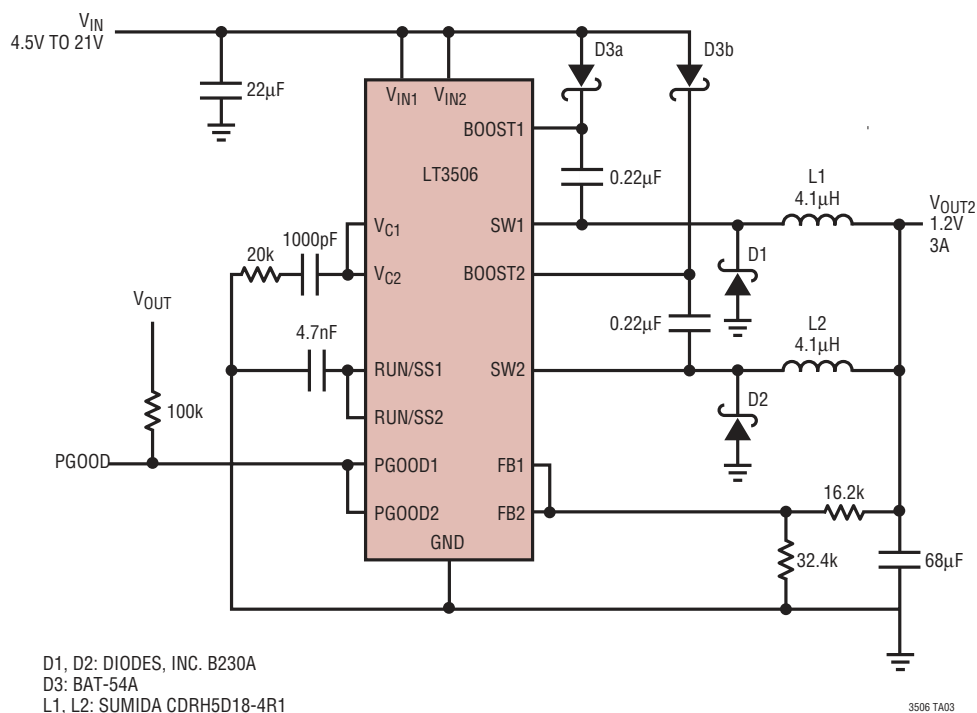 VIN
4.5V TO 21V
22µF
D3a
D3b
VIN1 VIN2
BOOST1
LT3506
0.22µF
L1
4.1µH
VOUT2
1.2V
3A
VC1
SW1
1000pF
20k
D1
VC2
BOOST2
VOUT
4.7nF
0.22µF
L2
4.1µH
RUN/SS1
SW2
100k
D2
RUN/SS2
PGOOD
PGOOD1
FB1
16.2k
PGOOD2
FB2
GND
32.4k
68µF
D1, D2: DIODES, INC. B230A
D3: BAT-54A
L1, L2: SUMIDA CDRH5D18-4R1
3506 TA03